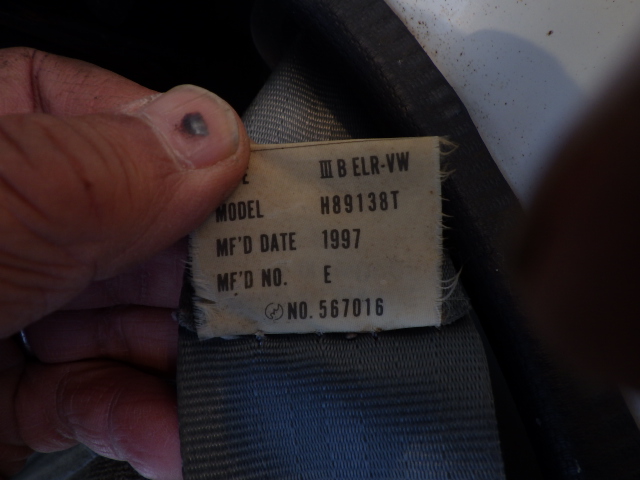 III B ELR-VW
MODEL H89138T
MF'D DATE 1997
MF'D NO. E
NO. 567016